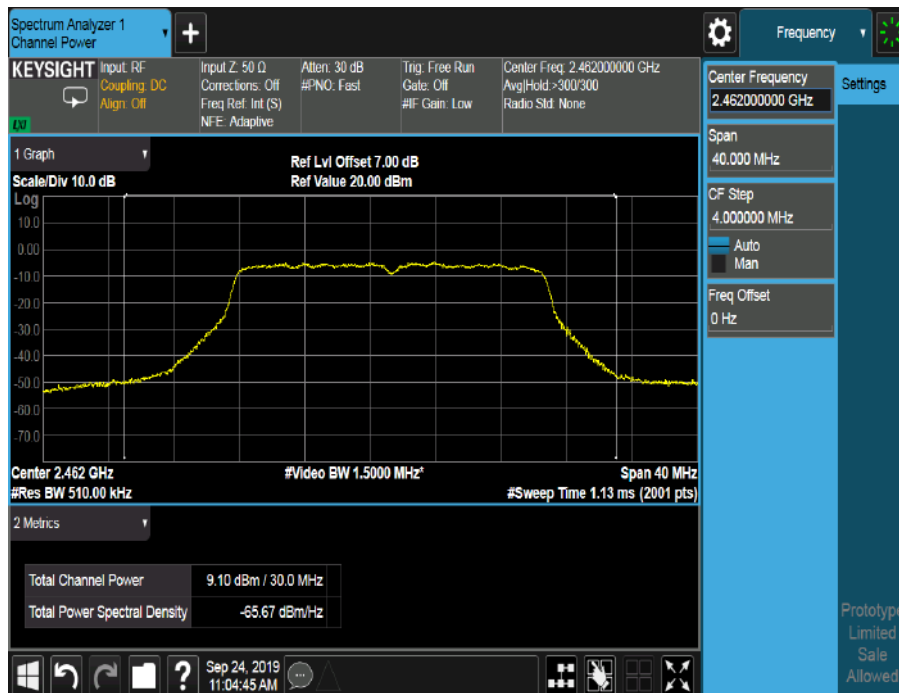 Spectrum Analyzer 1
Channel Power
Frequency
KEYSIGHT
Input: RF
Coupling: DC
Align: Off
Input Z: 50 Ω
Corrections: Off
Freq Ref: Int (S)
NFE: Adaptive
Atten: 30 dB
#PNO: Fast
Trig: Free Run
Gate: Off
#IF Gain: Low
Center Freq: 2.462000000 GHz
Avg|Hold:>300/300
Radio Std: None
LXI
Center Frequency
2.462000000 GHz
Settings
Span
40.000 MHz
CF Step
4.000000 MHz
Auto
Man
Freq Offset
0 Hz
1 Graph
Scale/Div 10.0 dB
Ref Lvl Offset 7.00 dB
Ref Value 20.00 dBm
Log
10.0
0.00
-10.0
-20.0
-30.0
-40.0
-50.0
-60.0
-70.0
Center 2.462 GHz
#Video BW 1.5000 MHz*
Span 40 MHz
#Res BW 510.00 kHz
#Sweep Time 1.13 ms (2001 pts)
2 Metrics
Total Channel Power 9.10 dBm / 30.0 MHz
Total Power Spectral Density -65.67 dBm/Hz
Prototype
Limited
Sale
Allowed
?
Sep 24, 2019
11:04:45 AM